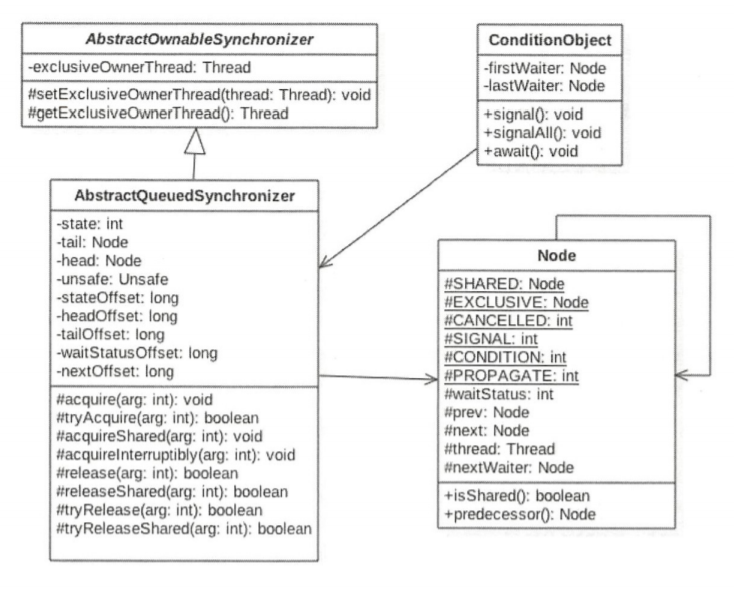 AbstractOwnableSynchronizer
-exclusiveOwnerThread: Thread
#setExclusiveOwnerThread(thread: Thread): void
#getExclusiveOwnerThread(): Thread
ConditionObject
-firstWaiter: Node
-lastWaiter: Node
+signal(): void
+signalAll(): void
+await(): void
AbstractQueuedSynchronizer
-state: int
-tail: Node
-head: Node
-unsafe: Unsafe
-stateOffset: long
-headOffset: long
-tailOffset: long
-waitStatusOffset: long
-nextOffset: long
#acquire(arg: int): void
#tryAcquire(arg: int): boolean
#acquireShared(arg: int): void
#acquireInterruptibly(arg: int): void
#release(arg: int): boolean
#releaseShared(arg: int): boolean
#tryRelease(arg: int): boolean
#tryReleaseShared(arg: int): boolean
Node
#SHARED: Node
#EXCLUSIVE: Node
#CANCELLED: int
#SIGNAL: int
#CONDITION: int
#PROPAGATE: int
#waitStatus: int
#prev: Node
#next: Node
#thread: Thread
#nextWaiter: Node
+isShared(): boolean
+predecessor(): Node